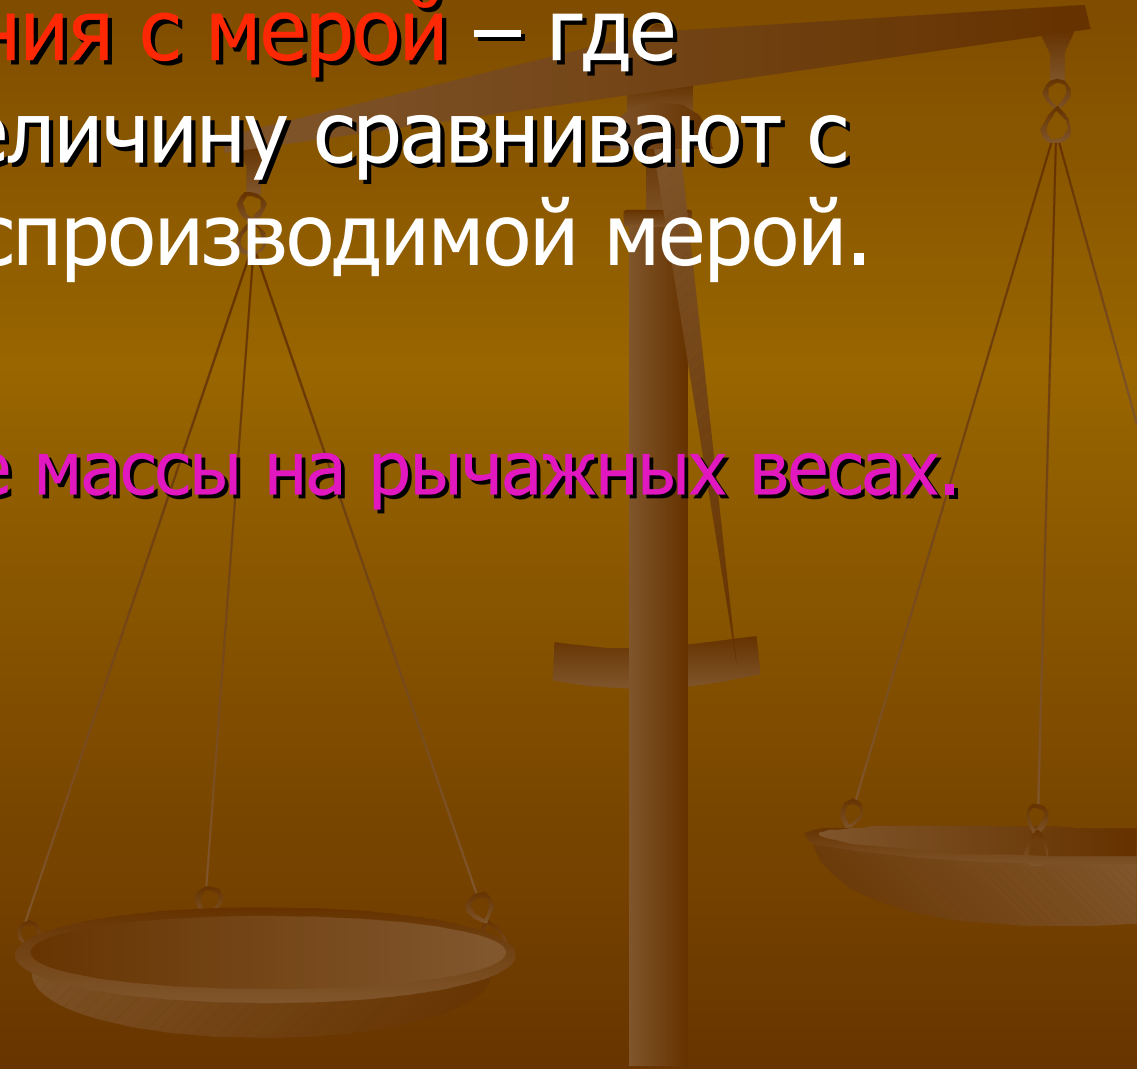 ния с мерой – где
еличину сравнивают с
спроизводимой мерой.
е массы на рычажных весах.